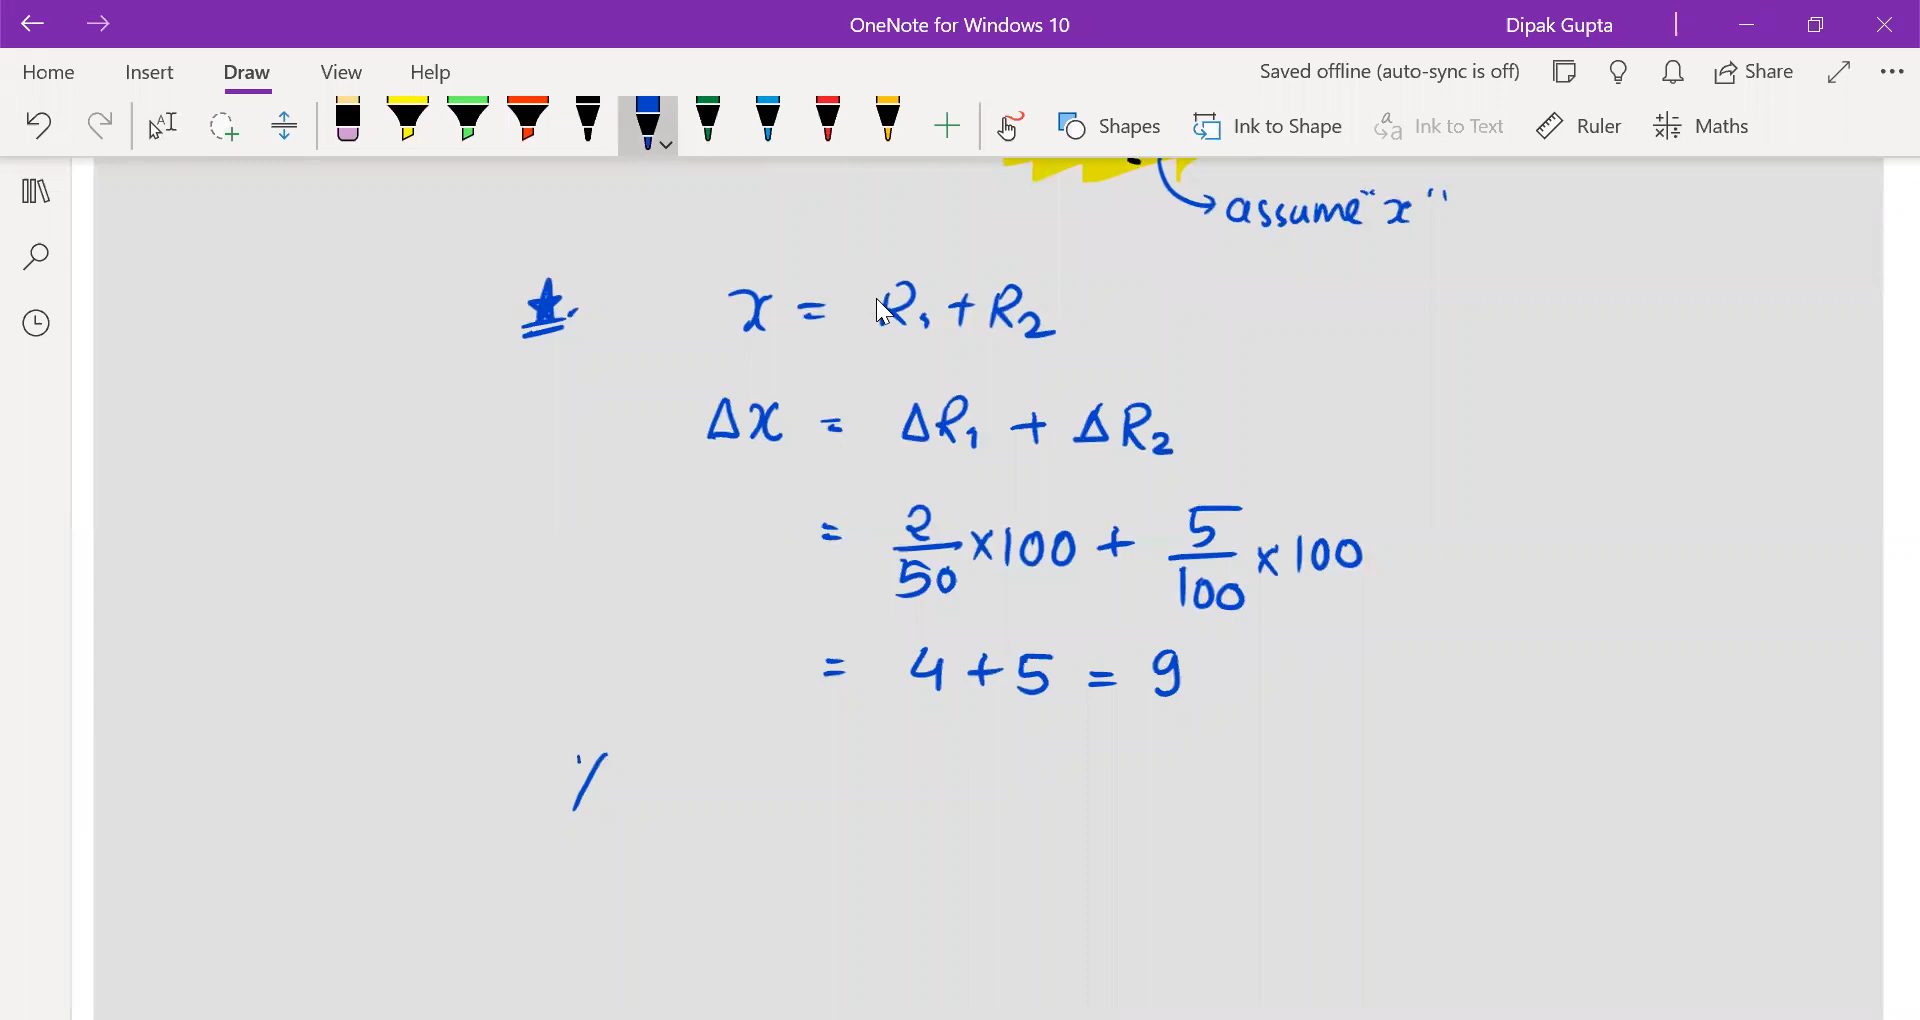 OneNote for Windows 10
Dipak Gupta
Home Insert Draw View Help
Saved offline (auto-sync is off) Share
Shapes Ink to Shape Ink to Text Ruler Maths
assume "x"
x = R₁ + R₂
Δx = ΔR₁ + ΔR₂
= 2/50 × 100 + 5/100 × 100
= 4 + 5 = 9